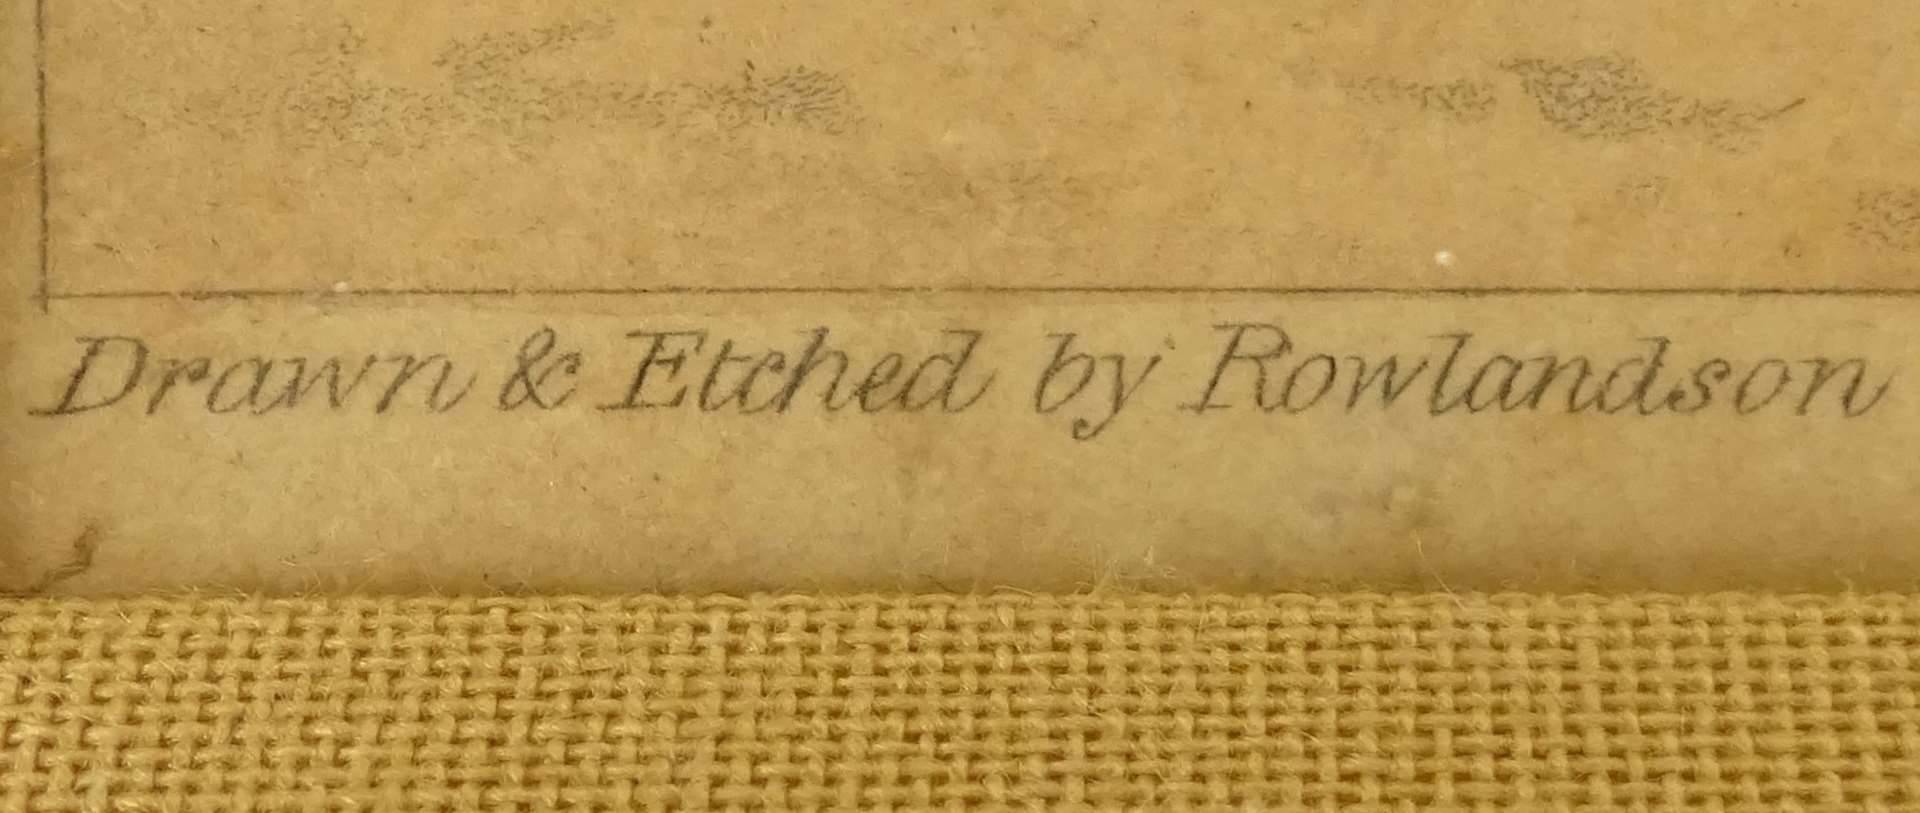 Drawn & Etched by Rowlandson